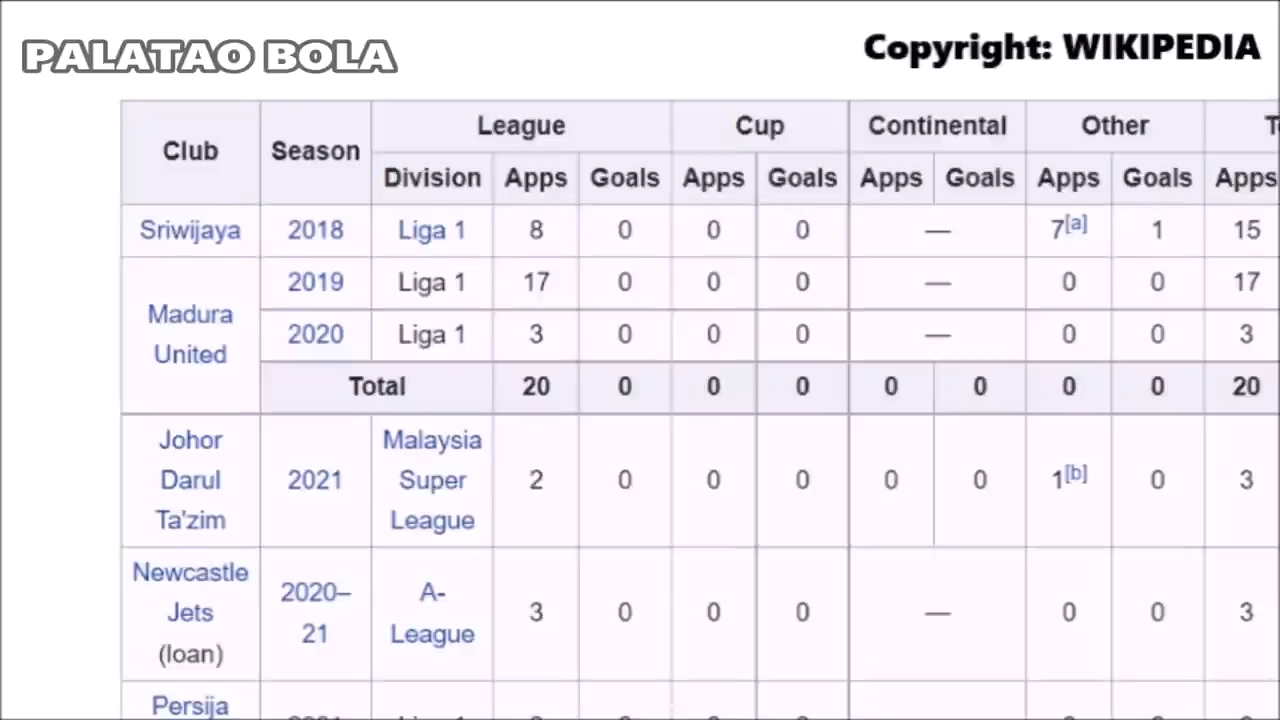 PALATAO BOLA
Copyright: WIKIPEDIA
Club Season League Cup Continental Other
Division Apps Goals Apps Goals Apps Goals Apps Goals Apps
Sriwijaya 2018 Liga 1 8 0 0 0 — 7[a] 1 15
Madura United 2019 Liga 1 17 0 0 0 — 0 0 17
2020 Liga 1 3 0 0 0 — 0 0 3
Total 20 0 0 0 0 0 0 0 20
Johor Darul Ta'zim 2021 Malaysia Super League 2 0 0 0 0 0 1[b] 0 3
Newcastle Jets (loan) 2020–21 A-League 3 0 0 0 — 0 0 3
Persija